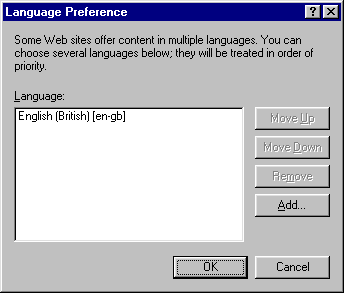 Language Preference
Some Web sites offer content in multiple languages. You can
choose several languages below; they will be treated in order of
priority.
Language:
English (British) [en-gb]
Move Up
Move Down
Remove
Add...
OK
Cancel